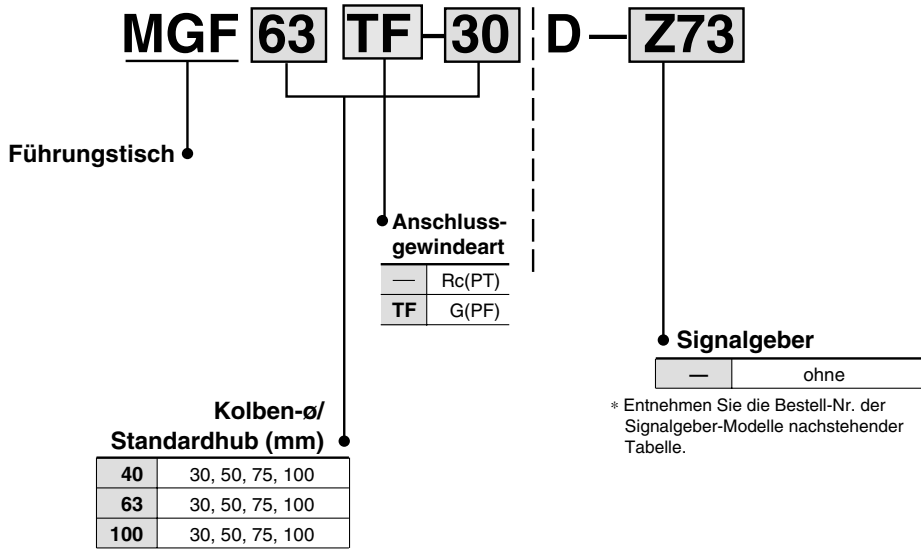 MGF 63 TF-30 D-Z73
Führungstisch
Anschluss-
gewindeart
— Rc(PT)
TF G(PF)
Signalgeber
— ohne
* Entnehmen Sie die Bestell-Nr. der
Signalgeber-Modelle nachstehender
Tabelle.
Kolben-ø/
Standardhub (mm)
40 30, 50, 75, 100
63 30, 50, 75, 100
100 30, 50, 75, 100